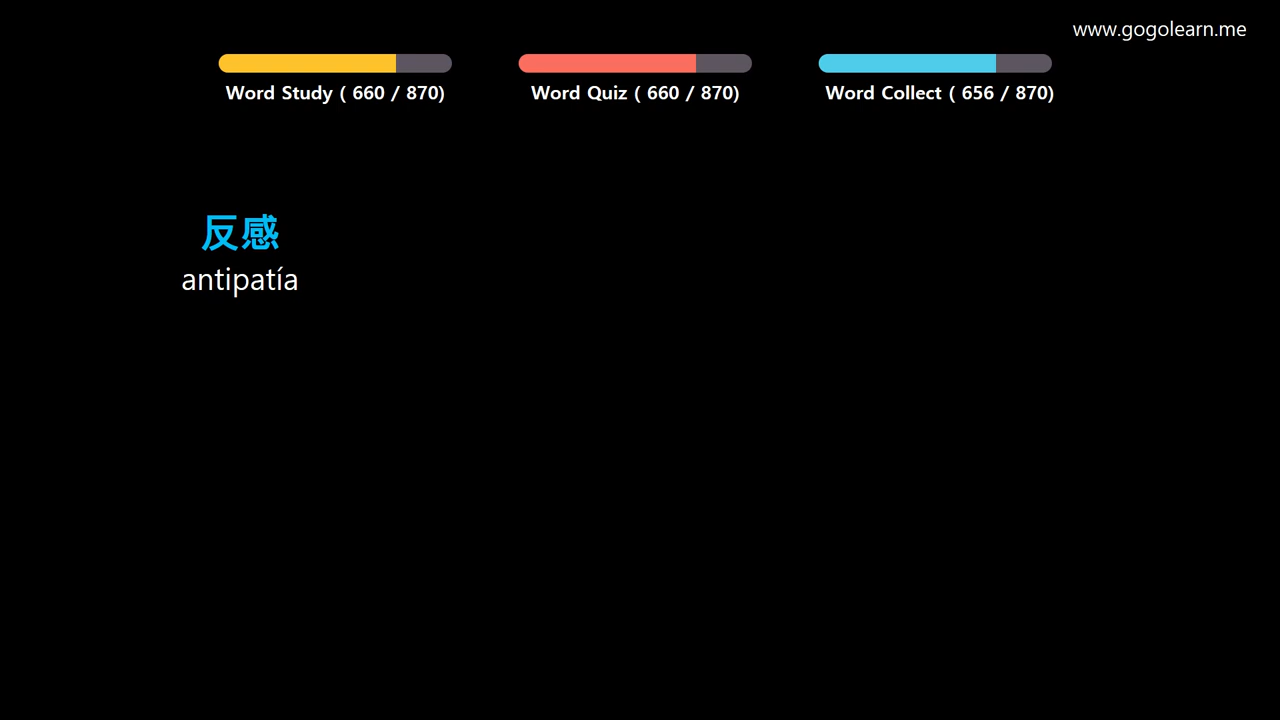 www.gogolearn.me
Word Study ( 660 / 870)
Word Quiz ( 660 / 870)
Word Collect ( 656 / 870)
反感
antipatía